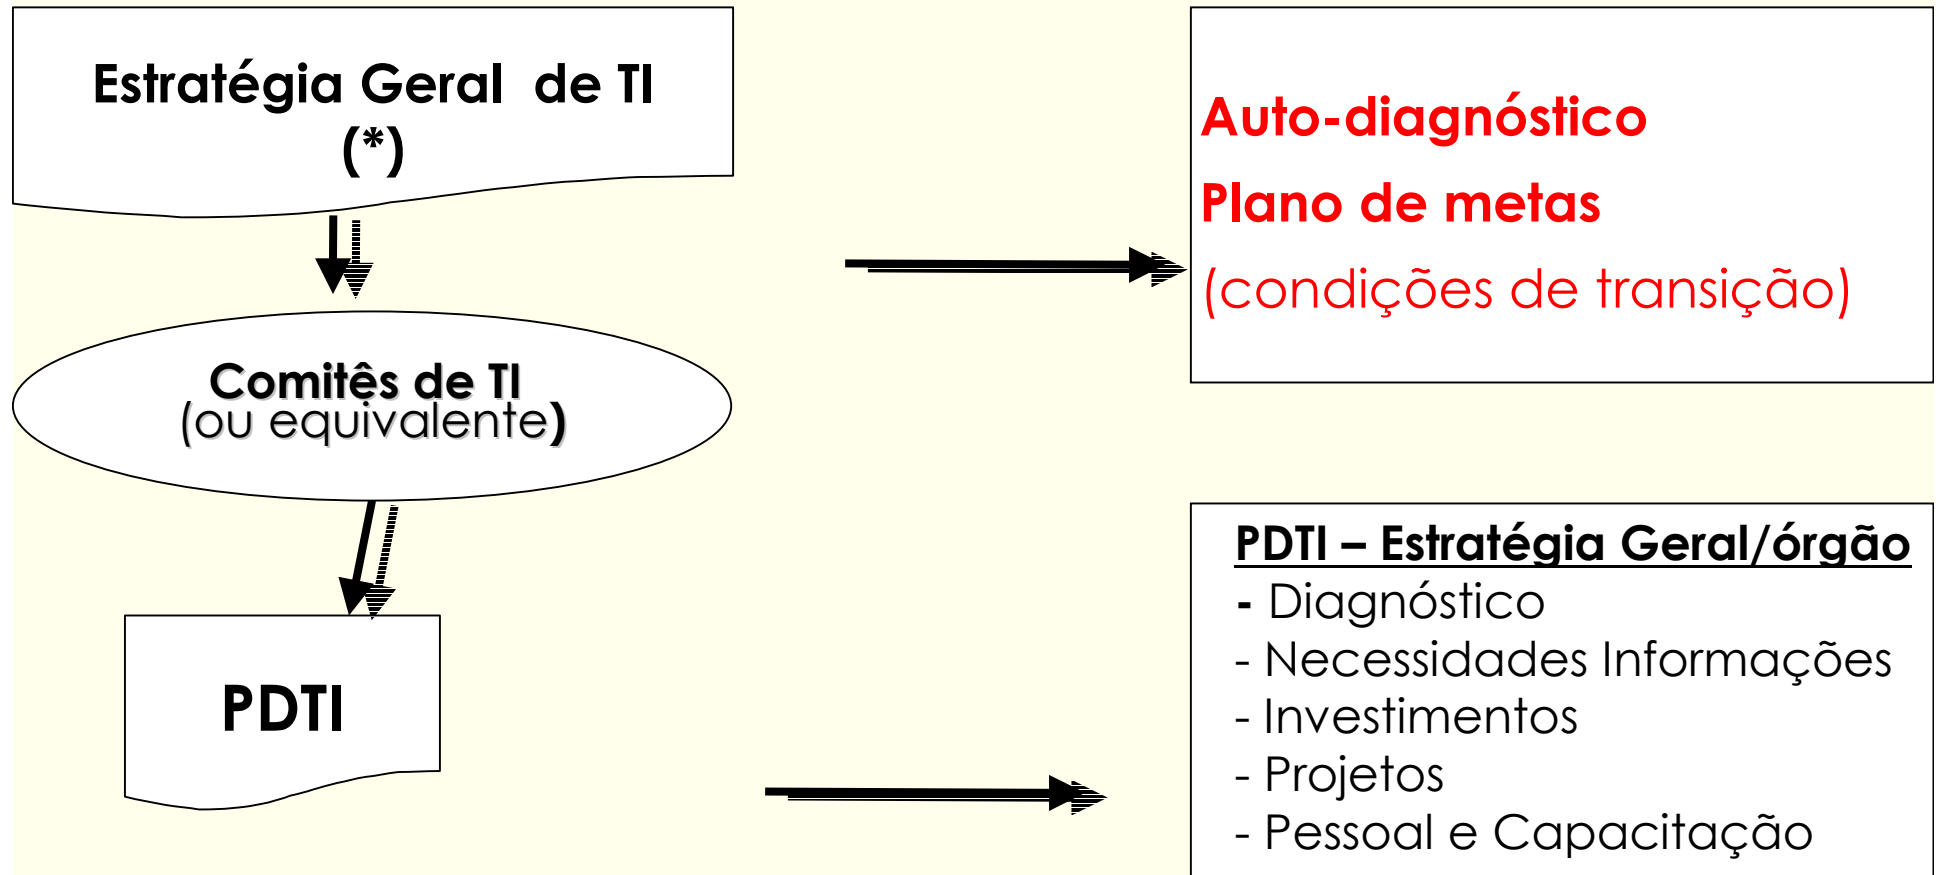 Estratégia Geral de TI
(*)
Auto-diagnóstico
Plano de metas
(condições de transição)
Comitês de TI
(ou equivalente)
PDTI
PDTI – Estratégia Geral/órgão
- Diagnóstico
- Necessidades Informações
- Investimentos
- Projetos
- Pessoal e Capacitação